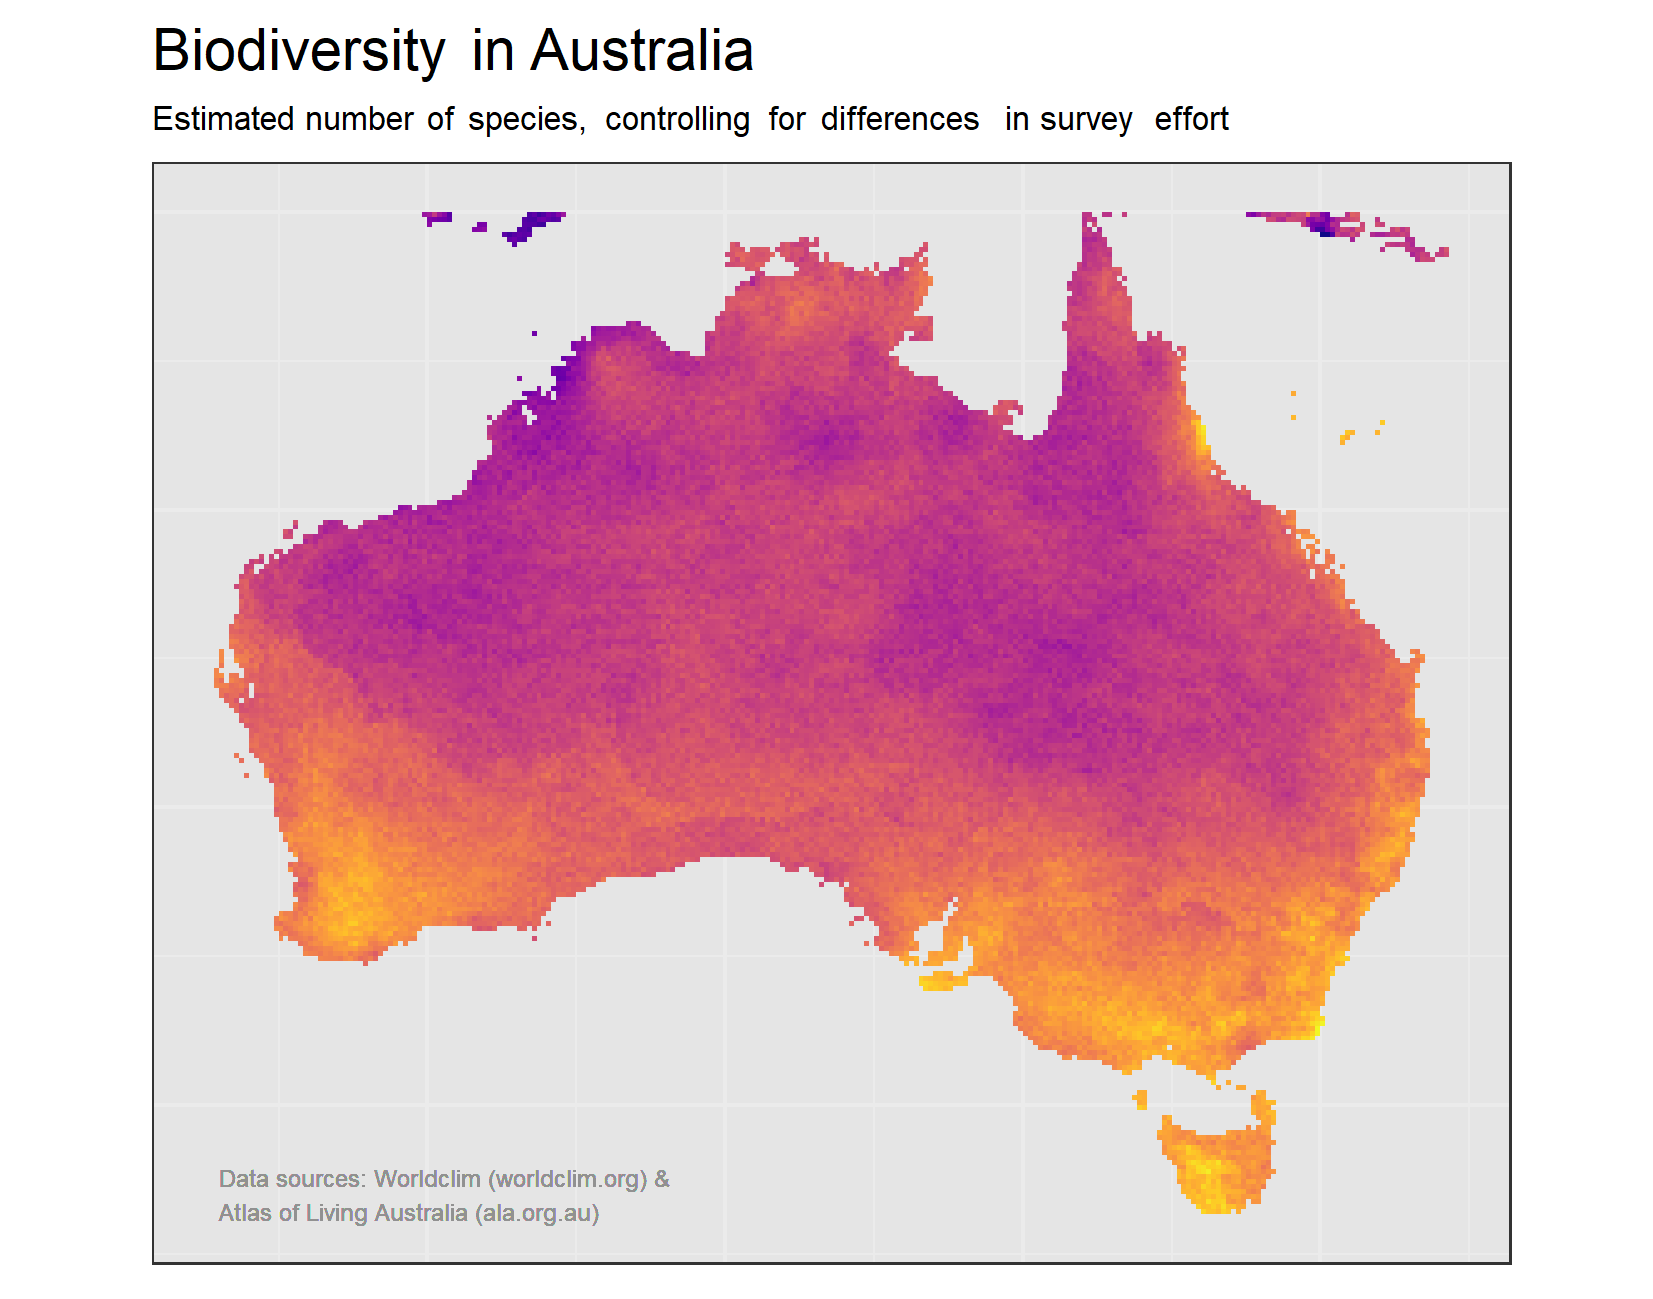 Biodiversity in Australia
Estimated number of species, controlling for differences in survey effort
Data sources: Worldclim (worldclim.org) &
Atlas of Living Australia (ala.org.au)